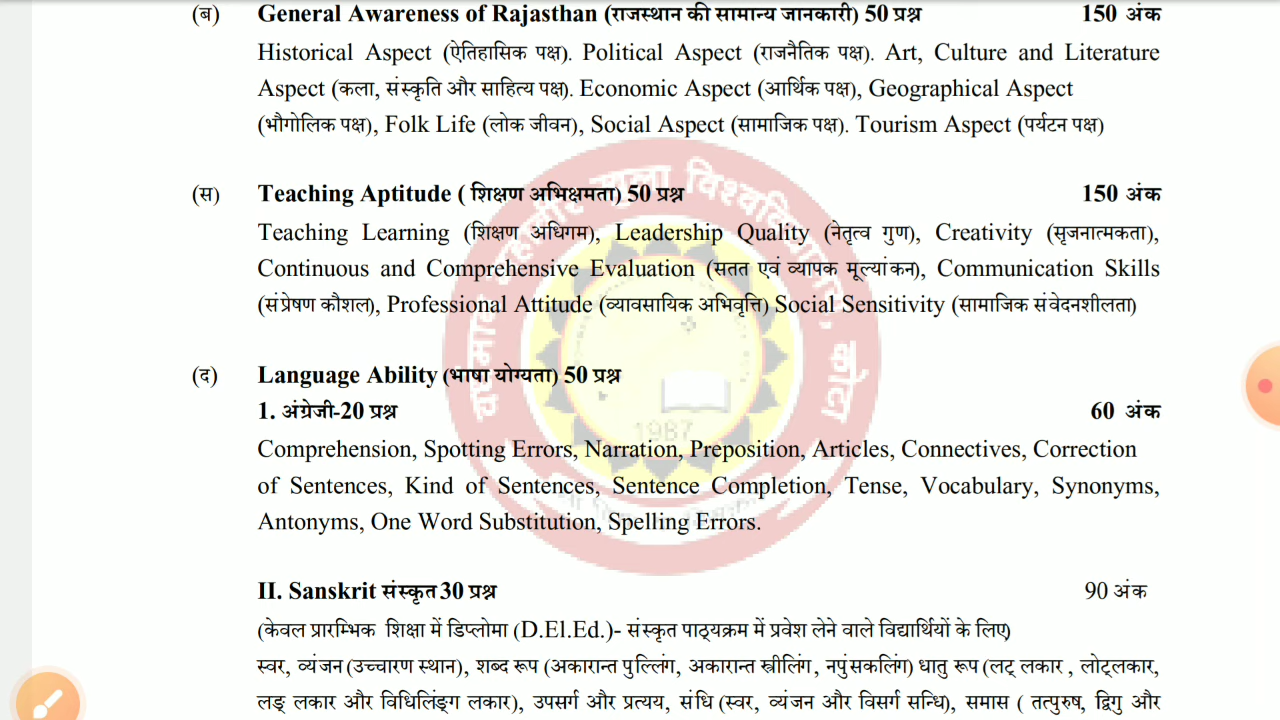 (ब) General Awareness of Rajasthan (राजस्थान की सामान्य जानकारी) 50 प्रश्न 150 अंक
Historical Aspect (ऐतिहासिक पक्ष). Political Aspect (राजनैतिक पक्ष). Art, Culture and Literature
Aspect (कला, संस्कृति और साहित्य पक्ष). Economic Aspect (आर्थिक पक्ष), Geographical Aspect
(भौगोलिक पक्ष), Folk Life (लोक जीवन), Social Aspect (सामाजिक पक्ष). Tourism Aspect (पर्यटन पक्ष)
(स) Teaching Aptitude ( शिक्षण अभिक्षमता) 50 प्रश्न 150 अंक
Teaching Learning (शिक्षण अधिगम), Leadership Quality (नेतृत्व गुण), Creativity (सृजनात्मकता),
Continuous and Comprehensive Evaluation (सतत एवं व्यापक मूल्यांकन), Communication Skills
(संप्रेषण कौशल), Professional Attitude (व्यावसायिक अभिवृत्ति) Social Sensitivity (सामाजिक संवेदनशीलता)
(द) Language Ability (भाषा योग्यता) 50 प्रश्न
1. अंग्रेजी-20 प्रश्न 60 अंक
Comprehension, Spotting Errors, Narration, Preposition, Articles, Connectives, Correction
of Sentences, Kind of Sentences, Sentence Completion, Tense, Vocabulary, Synonyms,
Antonyms, One Word Substitution, Spelling Errors.
II. Sanskrit संस्कृत 30 प्रश्न 90 अंक
(केवल प्रारम्भिक शिक्षा में डिप्लोमा (D.El.Ed.)- संस्कृत पाठ्यक्रम में प्रवेश लेने वाले विद्यार्थियों के लिए)
स्वर, व्यंजन (उच्चारण स्थान), शब्द रूप (अकारान्त पुल्लिंग, अकारान्त स्त्रीलिंग, नपुंसकलिंग) धातु रूप (लट् लकार , लोट्लकार,
लङ् लकार और विधिलिंङ्ग लकार), उपसर्ग और प्रत्यय, संधि (स्वर, व्यंजन और विसर्ग सन्धि), समास ( तत्पुरुष, द्विगु और
विश्वविद्यालय, कोटा
1987